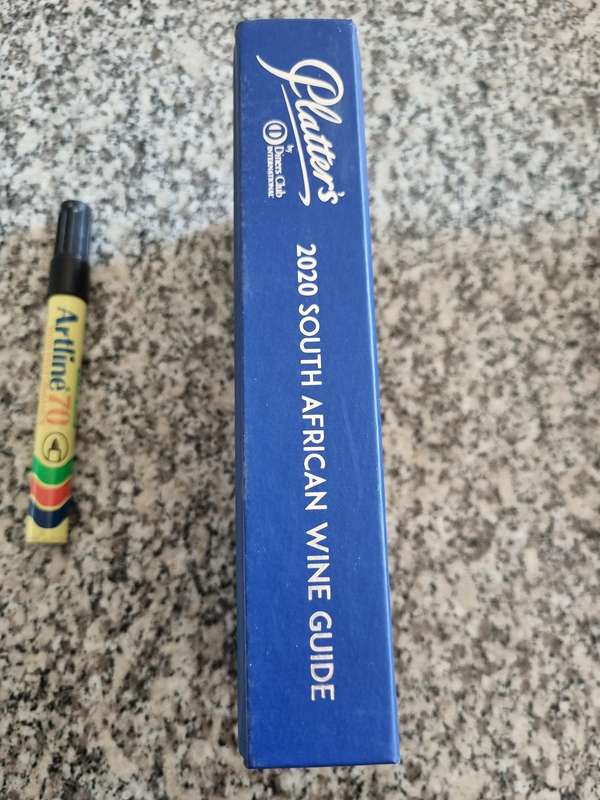 Artline 70
Platter's
by
Diners Club
INTERNATIONAL
2020 SOUTH AFRICAN WINE GUIDE